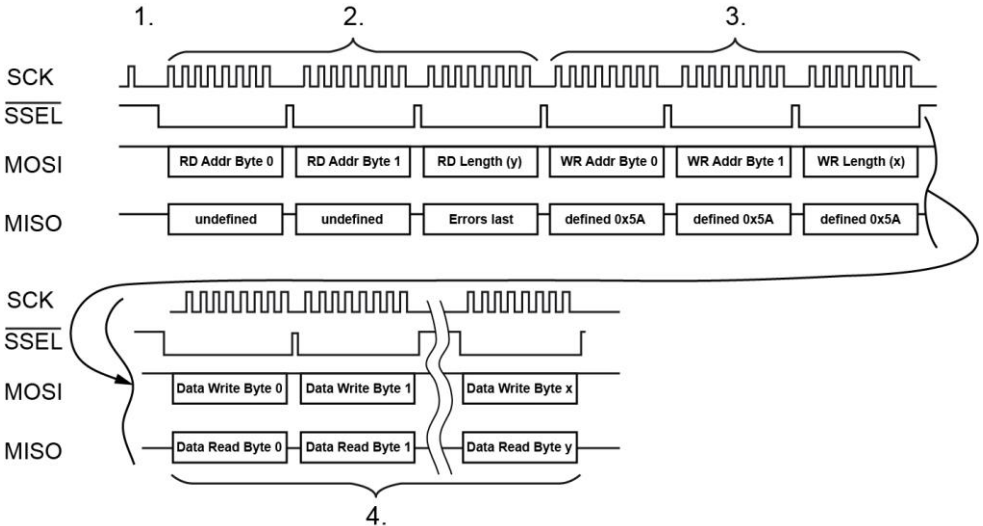 1. 2. 3.
SCK
SSEL
MOSI RD Addr Byte 0 RD Addr Byte 1 RD Length (y) WR Addr Byte 0 WR Addr Byte 1 WR Length (x)
MISO undefined undefined Errors last defined 0x5A defined 0x5A defined 0x5A
SCK
SSEL
MOSI Data Write Byte 0 Data Write Byte 1 Data Write Byte x
MISO Data Read Byte 0 Data Read Byte 1 Data Read Byte y
4.